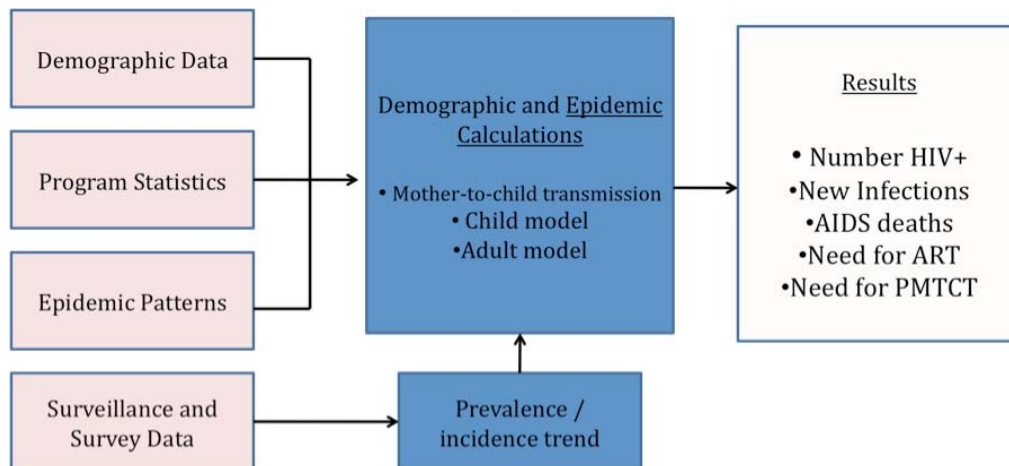 Demographic Data
Program Statistics
Epidemic Patterns
Surveillance and
Survey Data
Demographic and Epidemic
Calculations
• Mother-to-child transmission
• Child model
•Adult model
Prevalence /
incidence trend
Results
• Number HIV+
•New Infections
•AIDS deaths
•Need for ART
•Need for PMTCT